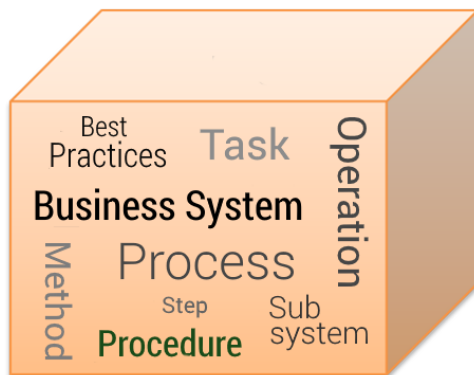 Best
Practices
Task
Operation
Business System
Method
Process
Step
Sub
system
Procedure